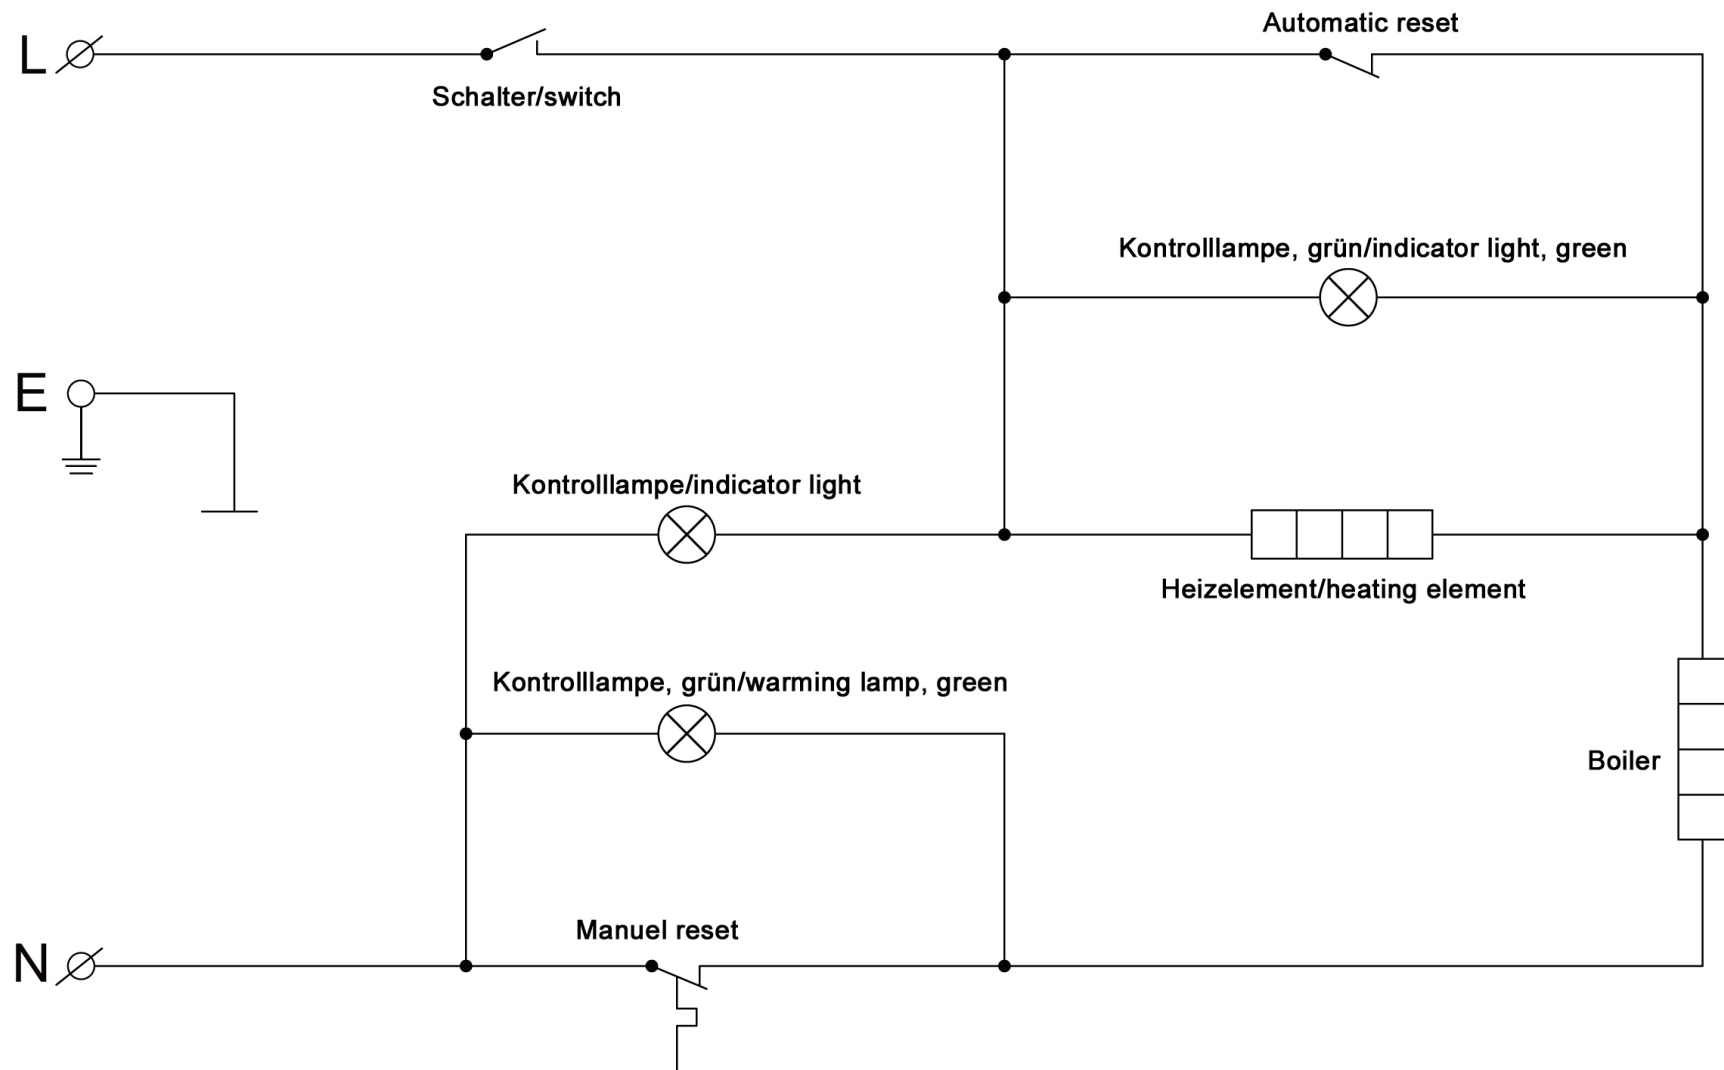 Automatic reset
L
Schalter/switch
Kontrolllampe, grün/indicator light, green
E
Kontrolllampe/indicator light
Heizelement/heating element
Kontrolllampe, grün/warming lamp, green
Boiler
Manuel reset
N